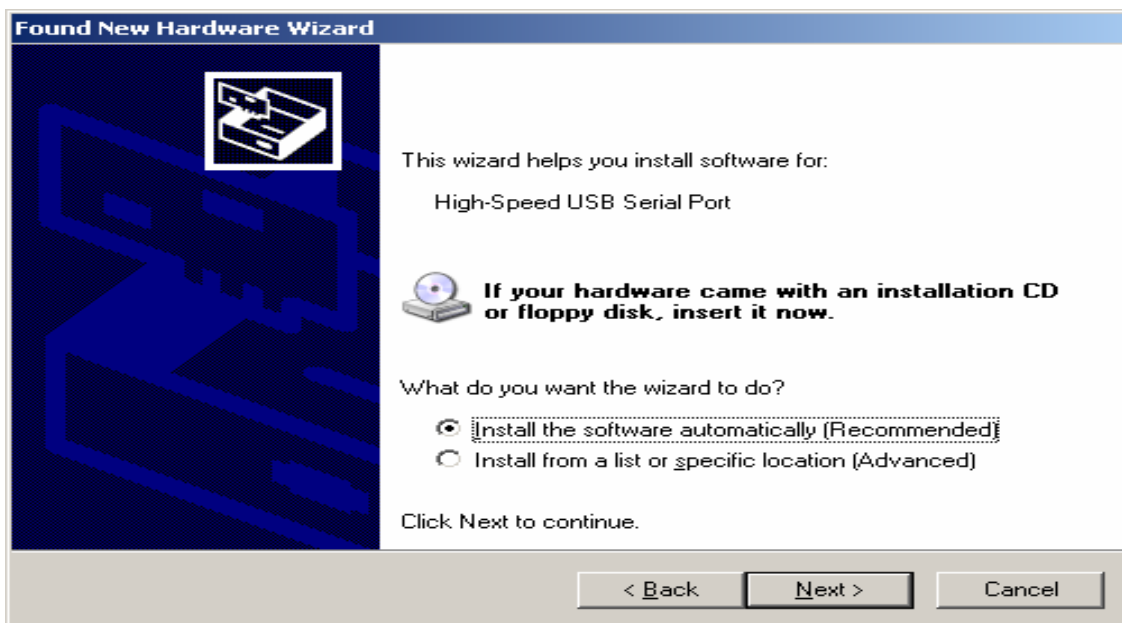 Found New Hardware Wizard
This wizard helps you install software for:
High-Speed USB Serial Port
If your hardware came with an installation CD
or floppy disk, insert it now.
What do you want the wizard to do?
Install the software automatically (Recommended)
Install from a list or specific location (Advanced)
Click Next to continue.
< Back
Next >
Cancel